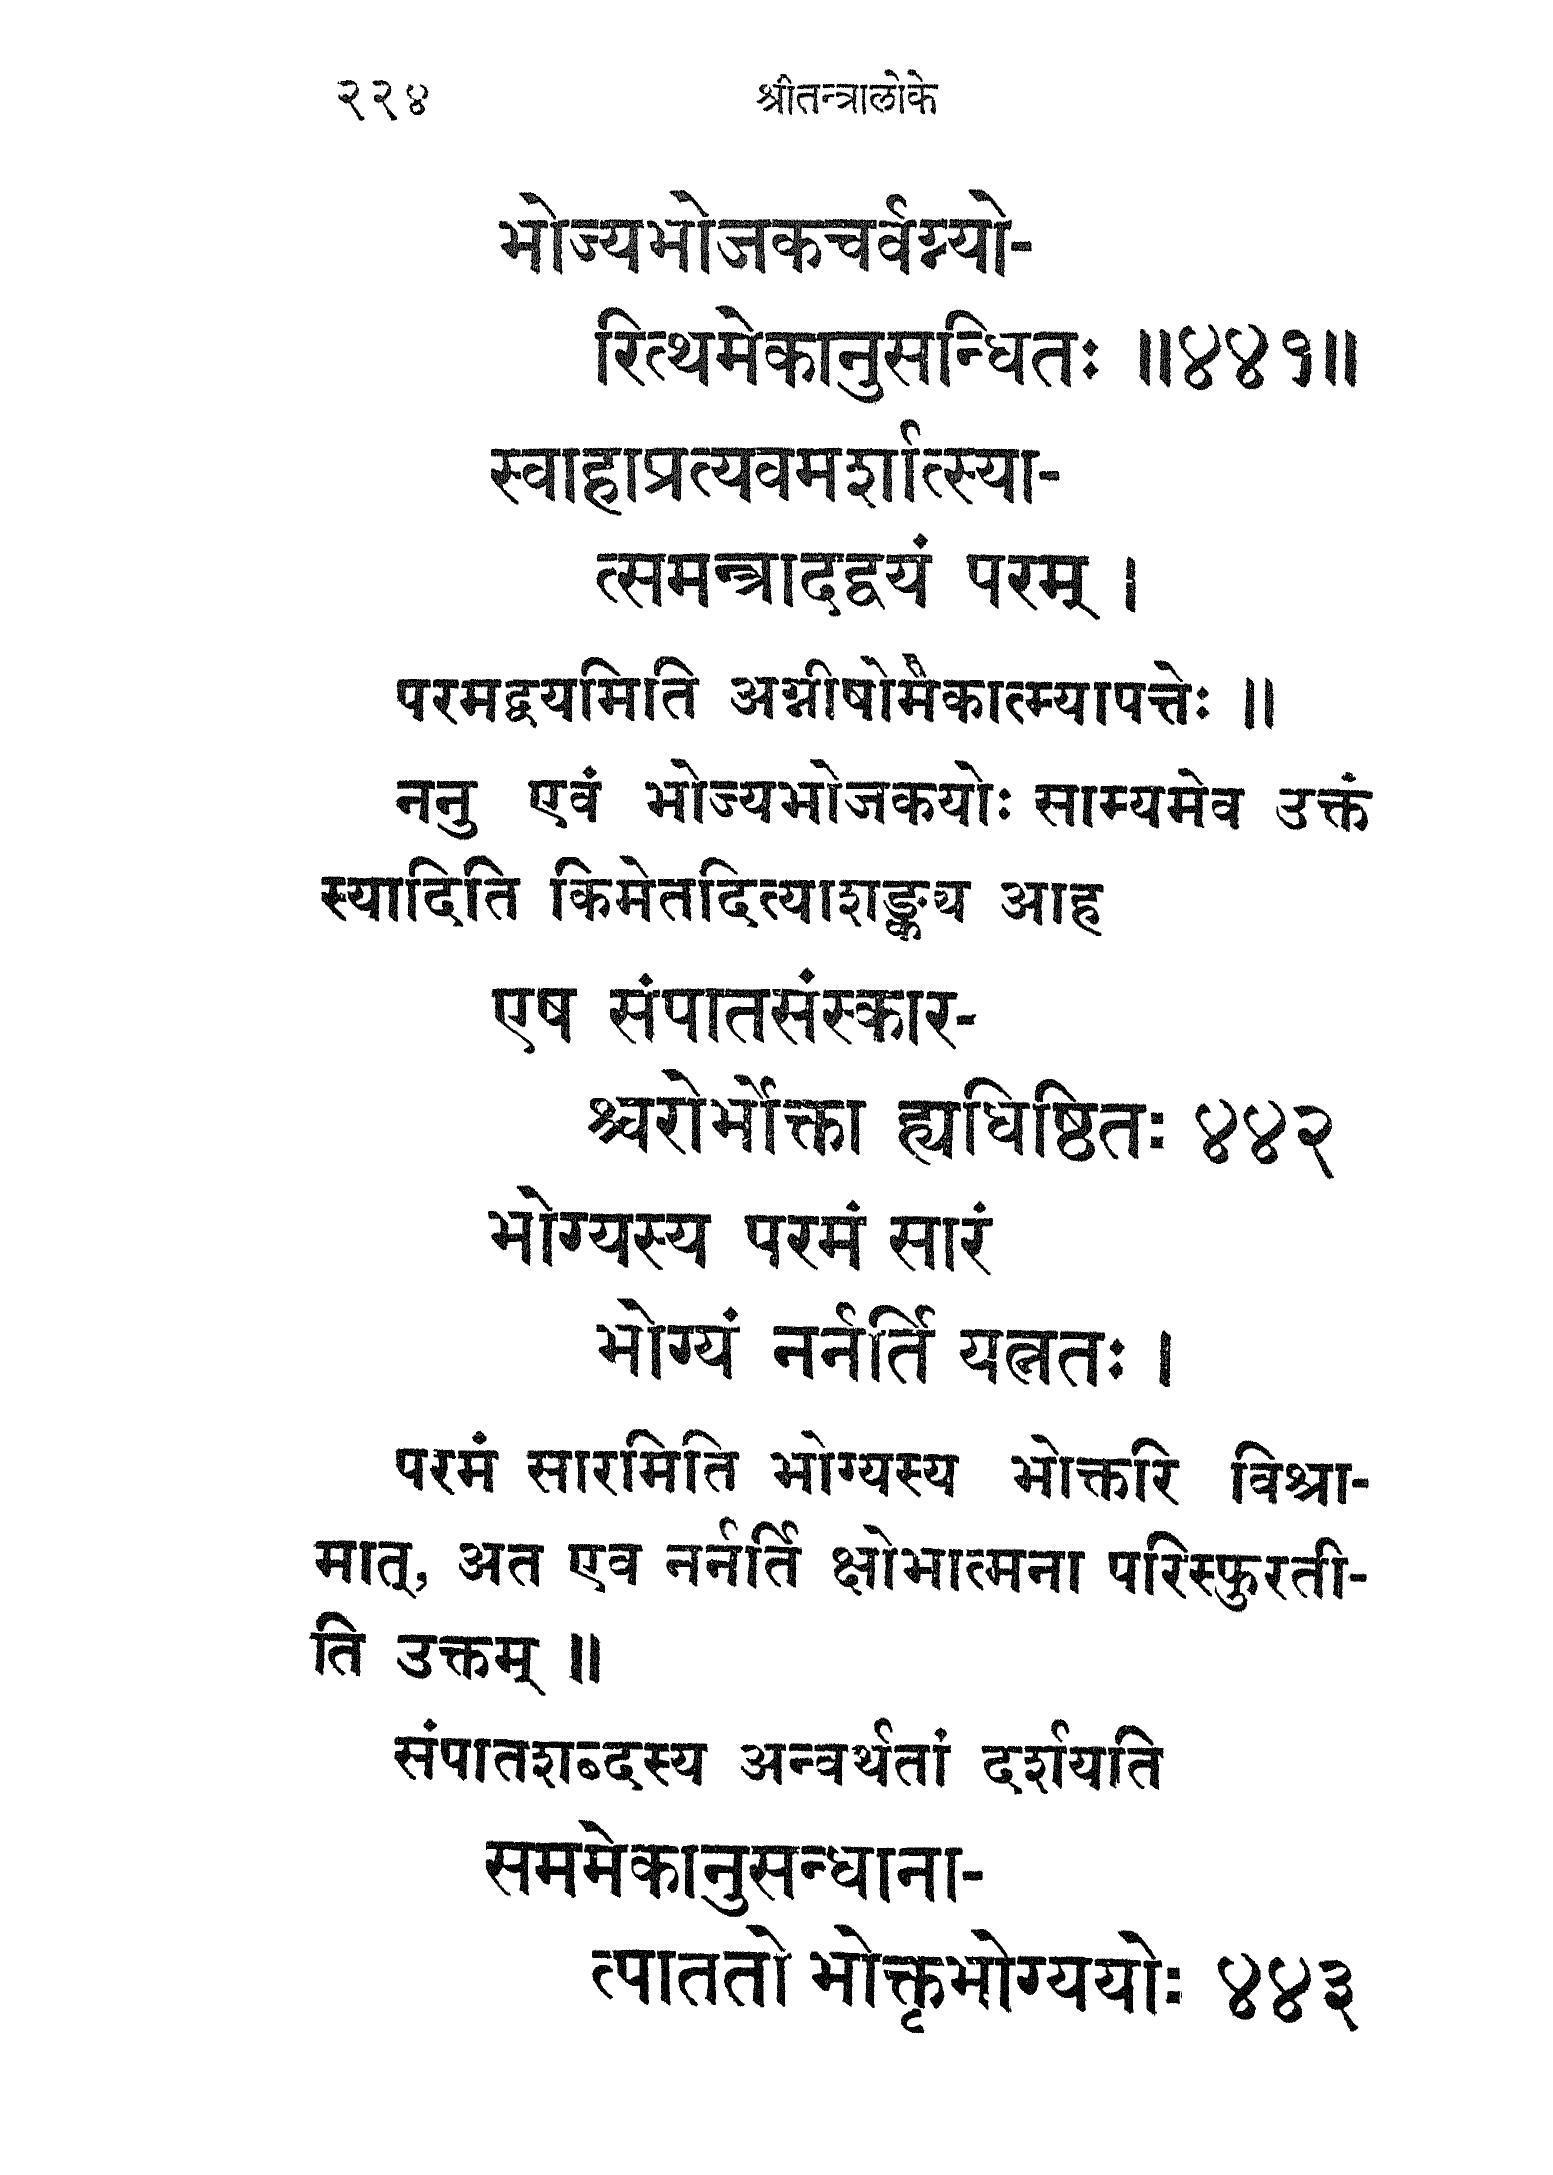 २२४ श्रीतन्त्रालोके
भोज्यभोजकचर्वग्न्यो-
रित्थमेकानुसन्धितः ॥४४१॥
स्वाहाप्रत्यवमर्शात्स्या-
त्समन्त्रादद्वयं परम् ।
परमद्वयमिति अग्नीषोमैकात्म्यापत्तेः ॥
ननु एवं भोज्यभोजकयोः साम्यमेव उक्तं
स्यादिति किमेतदित्याशङ्क्य आह
एष संपातसंस्कार-
श्चरोर्भोक्ता ह्यधिष्ठितः ४४२
भोग्यस्य परमं सारं
भोग्यं नर्नर्ति यत्नतः ।
परमं सारमिति भोग्यस्य भोक्तरि विश्रा-
मात्, अत एव नर्नर्ति क्षोभात्मना परिस्फुरती-
ति उक्तम् ॥
संपातशब्दस्य अन्वर्थतां दर्शयति
सममेकानुसन्धाना-
त्पाततो भोक्तृभोग्ययोः ४४३